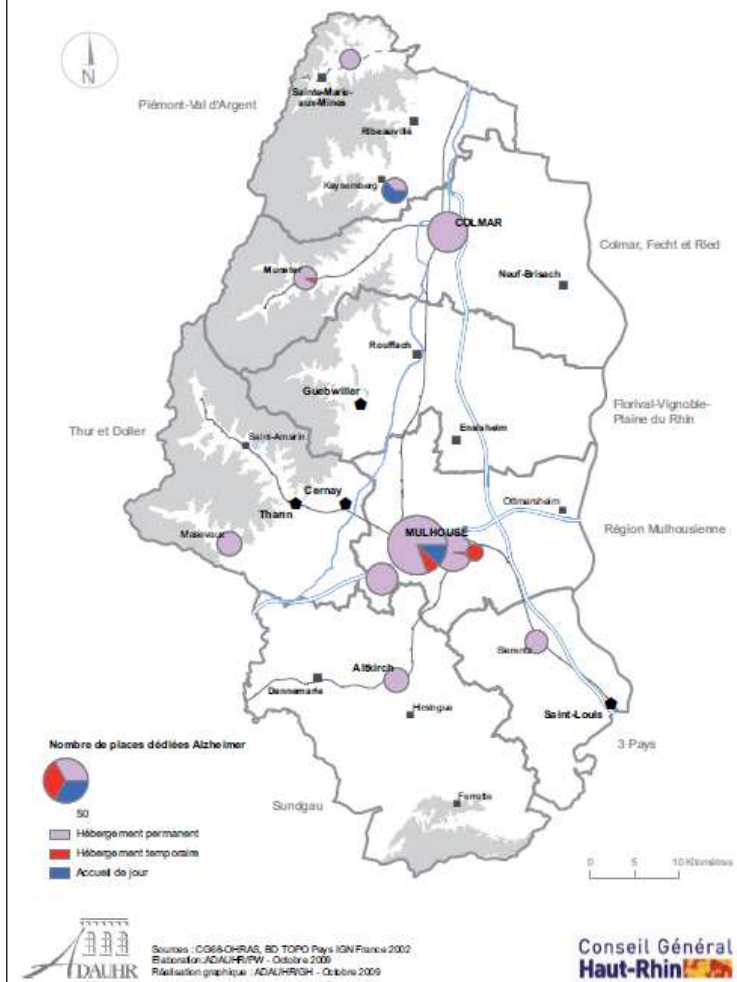 N
Sainte-Marie-
aux-Mines
Piémont-Val d'Argent
Ribeauvillé
Kaysersberg
COLMAR
Colmar, Fecht et Ried
Munster
Neuf-Brisach
Rouffach
Guebwiller
Florival-Vignoble-
Plaine du Rhin
Thur et Doller
Ensisheim
Saint-Amarin
Cernay
Thann
Ottmarsheim
MULHOUSE
Région Mulhousienne
Masevaux
Sierentz
Altkirch
Dannemarie
Hirsingue
Saint-Louis
3 Pays
Nombre de places dédiées Alzheimer
50
Sundgau
Ferrette
Hébergement permanent
Hébergement temporaire
Accueil de jour
0 5 10 Kilomètres
ADAUHR
Sources : CG68-OHRAS, BD TOPO Pays IGN France 2002
Elaboration:ADAUHR/PW - Octobre 2009
Réalisation graphique : ADAUHR/GH - Octobre 2009
Conseil Général
Haut-Rhin